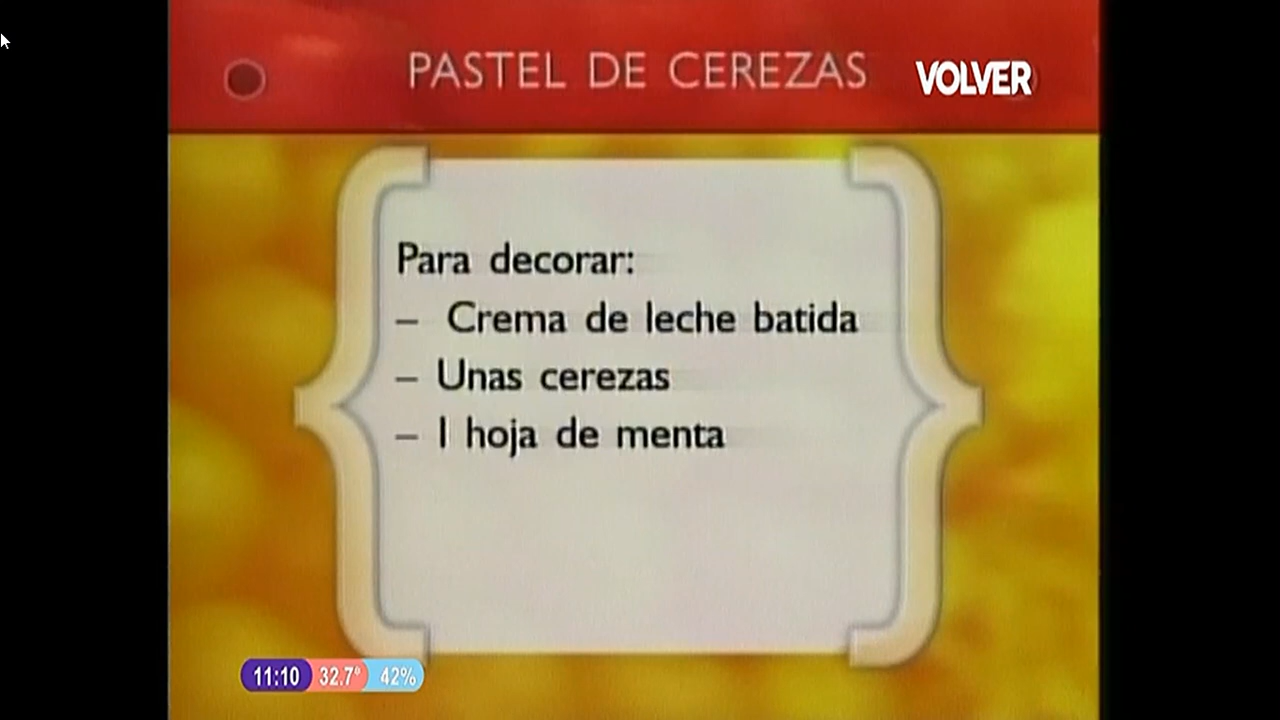 PASTEL DE CEREZAS
VOLVER
Para decorar:
– Crema de leche batida
– Unas cerezas
– 1 hoja de menta
11:10 32.7° 42%